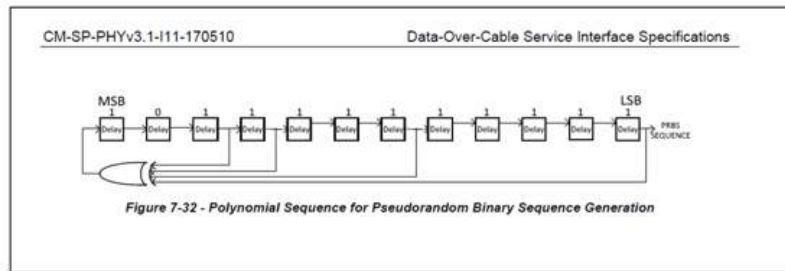 CM-SP-PHYv3.1-I11-170510 Data-Over-Cable Service Interface Specifications
MSB LSB
1 0 1 1 1 1 1 1 1 1 1 1
Delay Delay Delay Delay Delay Delay Delay Delay Delay Delay Delay Delay PRBS
SEQUENCE
Figure 7-32 - Polynomial Sequence for Pseudorandom Binary Sequence Generation